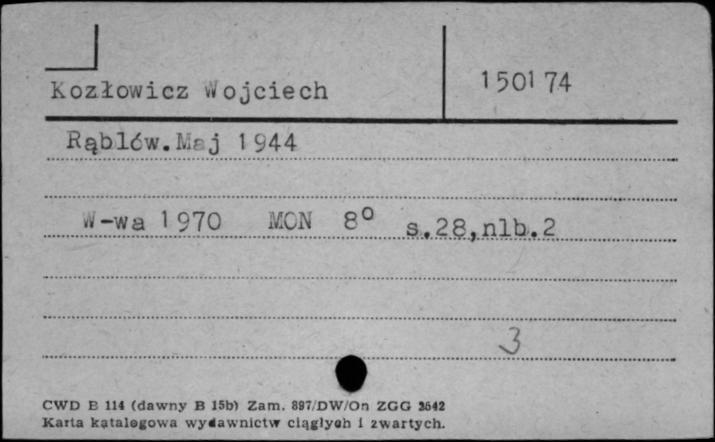 Kozłowicz Wojciech
150174
Rąblów.Maj 1944
W-wa 1970 MON 8° s.28,nlb.2
3
CWD B 114 (dawny B 15b) Zam. 897/DW/On ZGG 2642
Karta katalogowa wydawnictw ciągłych i zwartych.